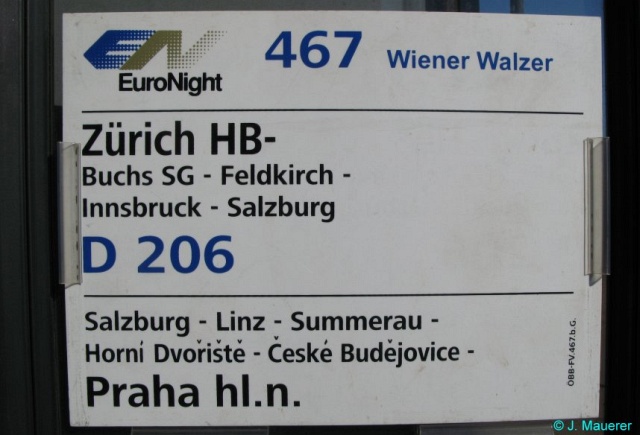 EN
EuroNight
467 Wiener Walzer
Zürich HB-
Buchs SG - Feldkirch -
Innsbruck - Salzburg
D 206
Salzburg - Linz - Summerau -
Horní Dvořiště - České Budějovice -
Praha hl.n.
ÖBB-FV.467.b.G.
© J. Mauerer